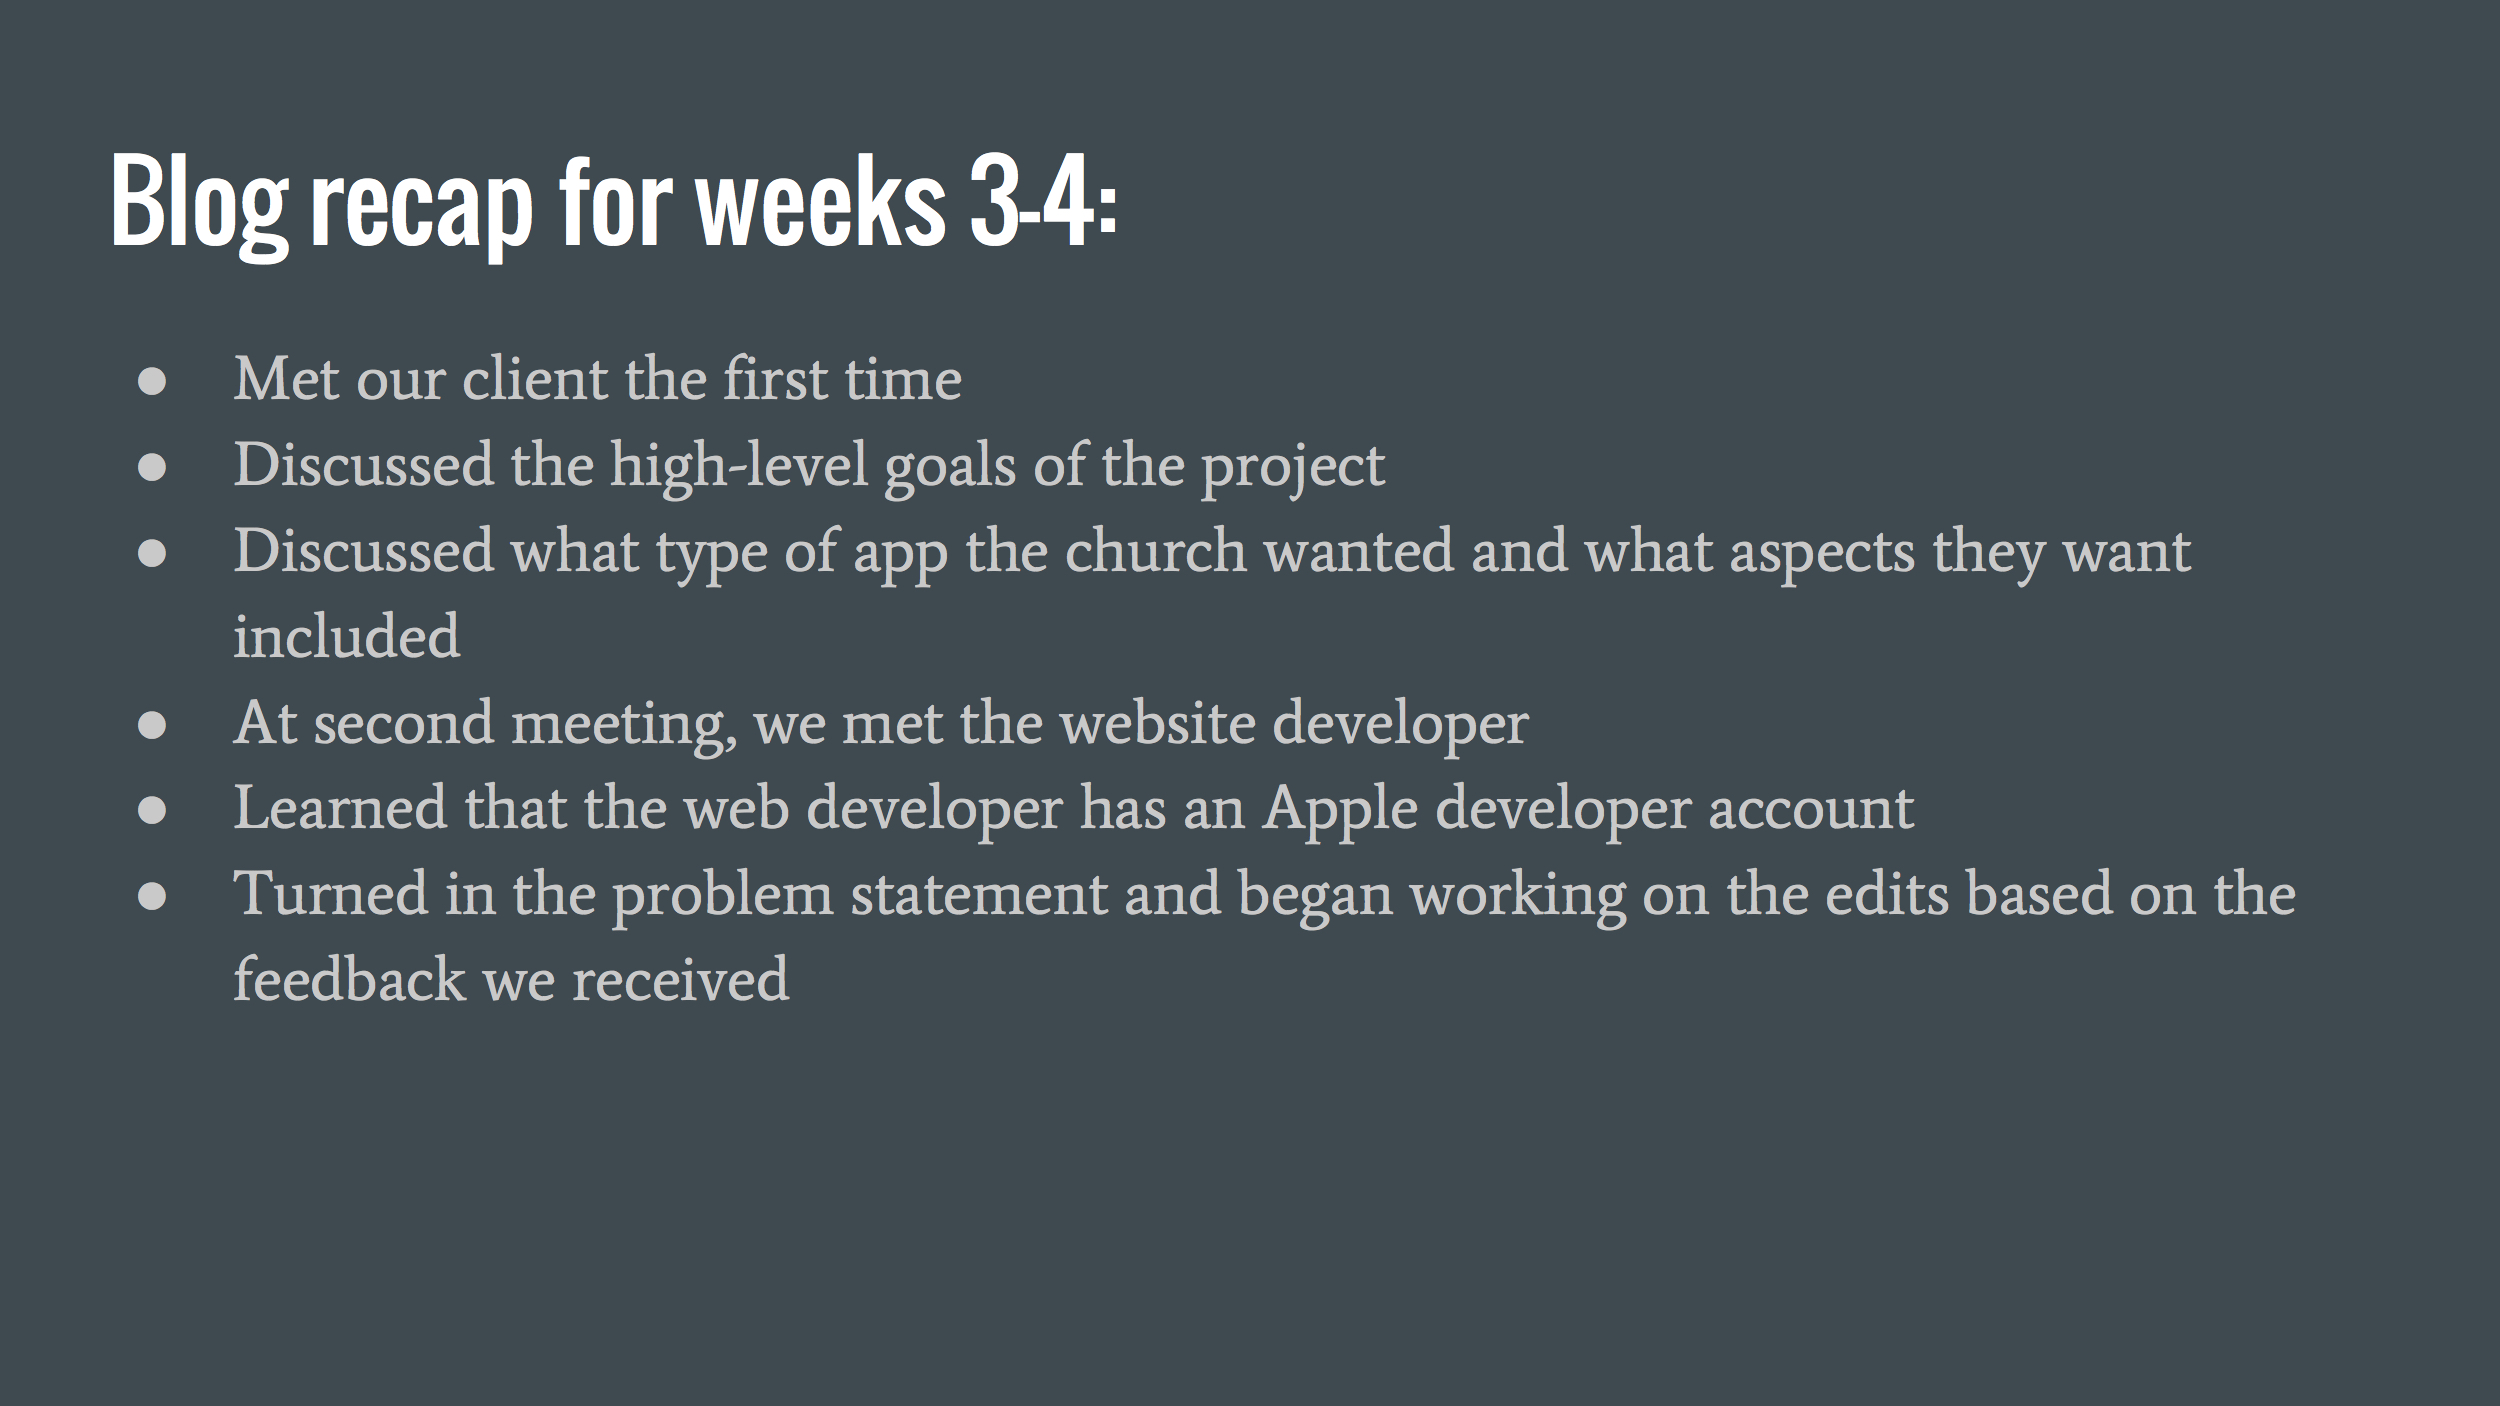 Blog recap for weeks 3-4:
● Met our client the first time
● Discussed the high-level goals of the project
● Discussed what type of app the church wanted and what aspects they want
included
● At second meeting, we met the website developer
● Learned that the web developer has an Apple developer account
● Turned in the problem statement and began working on the edits based on the
feedback we received